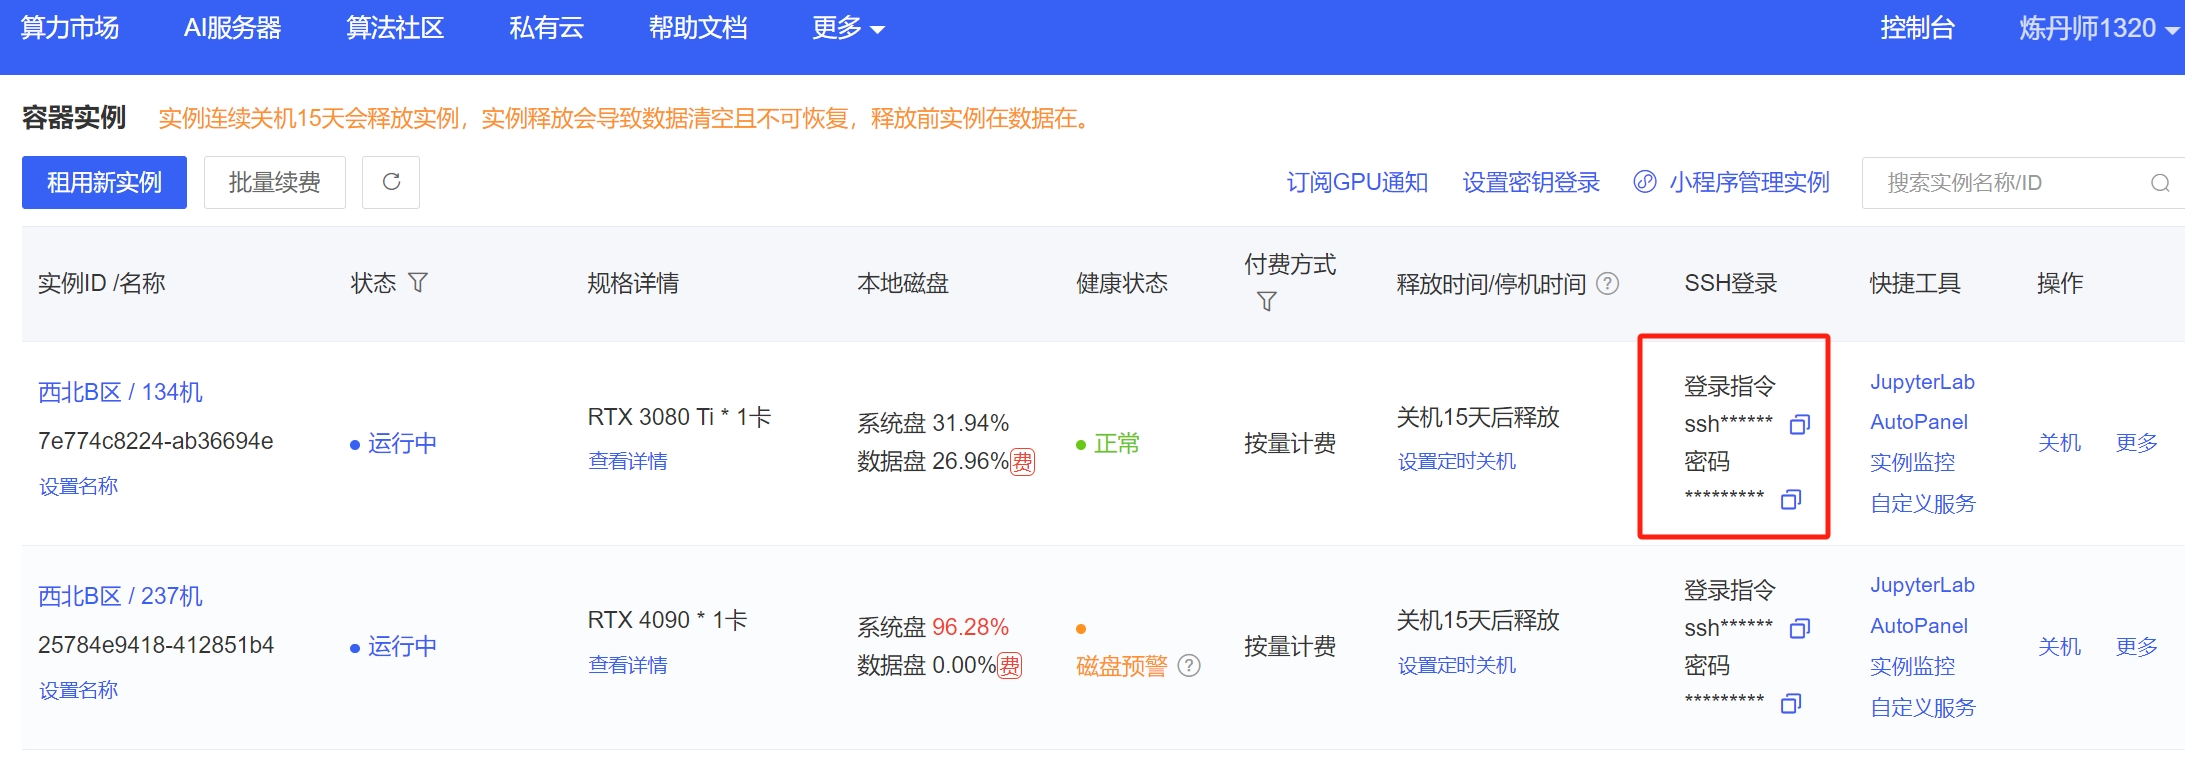 算力市场 AI服务器 算法社区 私有云 帮助文档 更多 控制台 炼丹师1320
容器实例 实例连续关机15天会释放实例，实例释放会导致数据清空且不可恢复，释放前实例在数据在。
租用新实例 批量续费 订阅GPU通知 设置密钥登录 小程序管理实例 搜索实例名称/ID
实例ID /名称 状态 规格详情 本地磁盘 健康状态 付费方式 释放时间/停机时间 ? SSH登录 快捷工具 操作
西北B区 / 134机
7e774c8224-ab36694e
设置名称
运行中
RTX 3080 Ti * 1卡
查看详情
系统盘 31.94%
数据盘 26.96% 费
正常
按量计费
关机15天后释放
设置定时关机
登录指令
ssh******
密码
*********
JupyterLab
AutoPanel
实例监控
自定义服务
关机 更多
西北B区 / 237机
25784e9418-412851b4
设置名称
运行中
RTX 4090 * 1卡
查看详情
系统盘 96.28%
数据盘 0.00% 费
磁盘预警 ?
按量计费
关机15天后释放
设置定时关机
登录指令
ssh******
密码
*********
JupyterLab
AutoPanel
实例监控
自定义服务
关机 更多